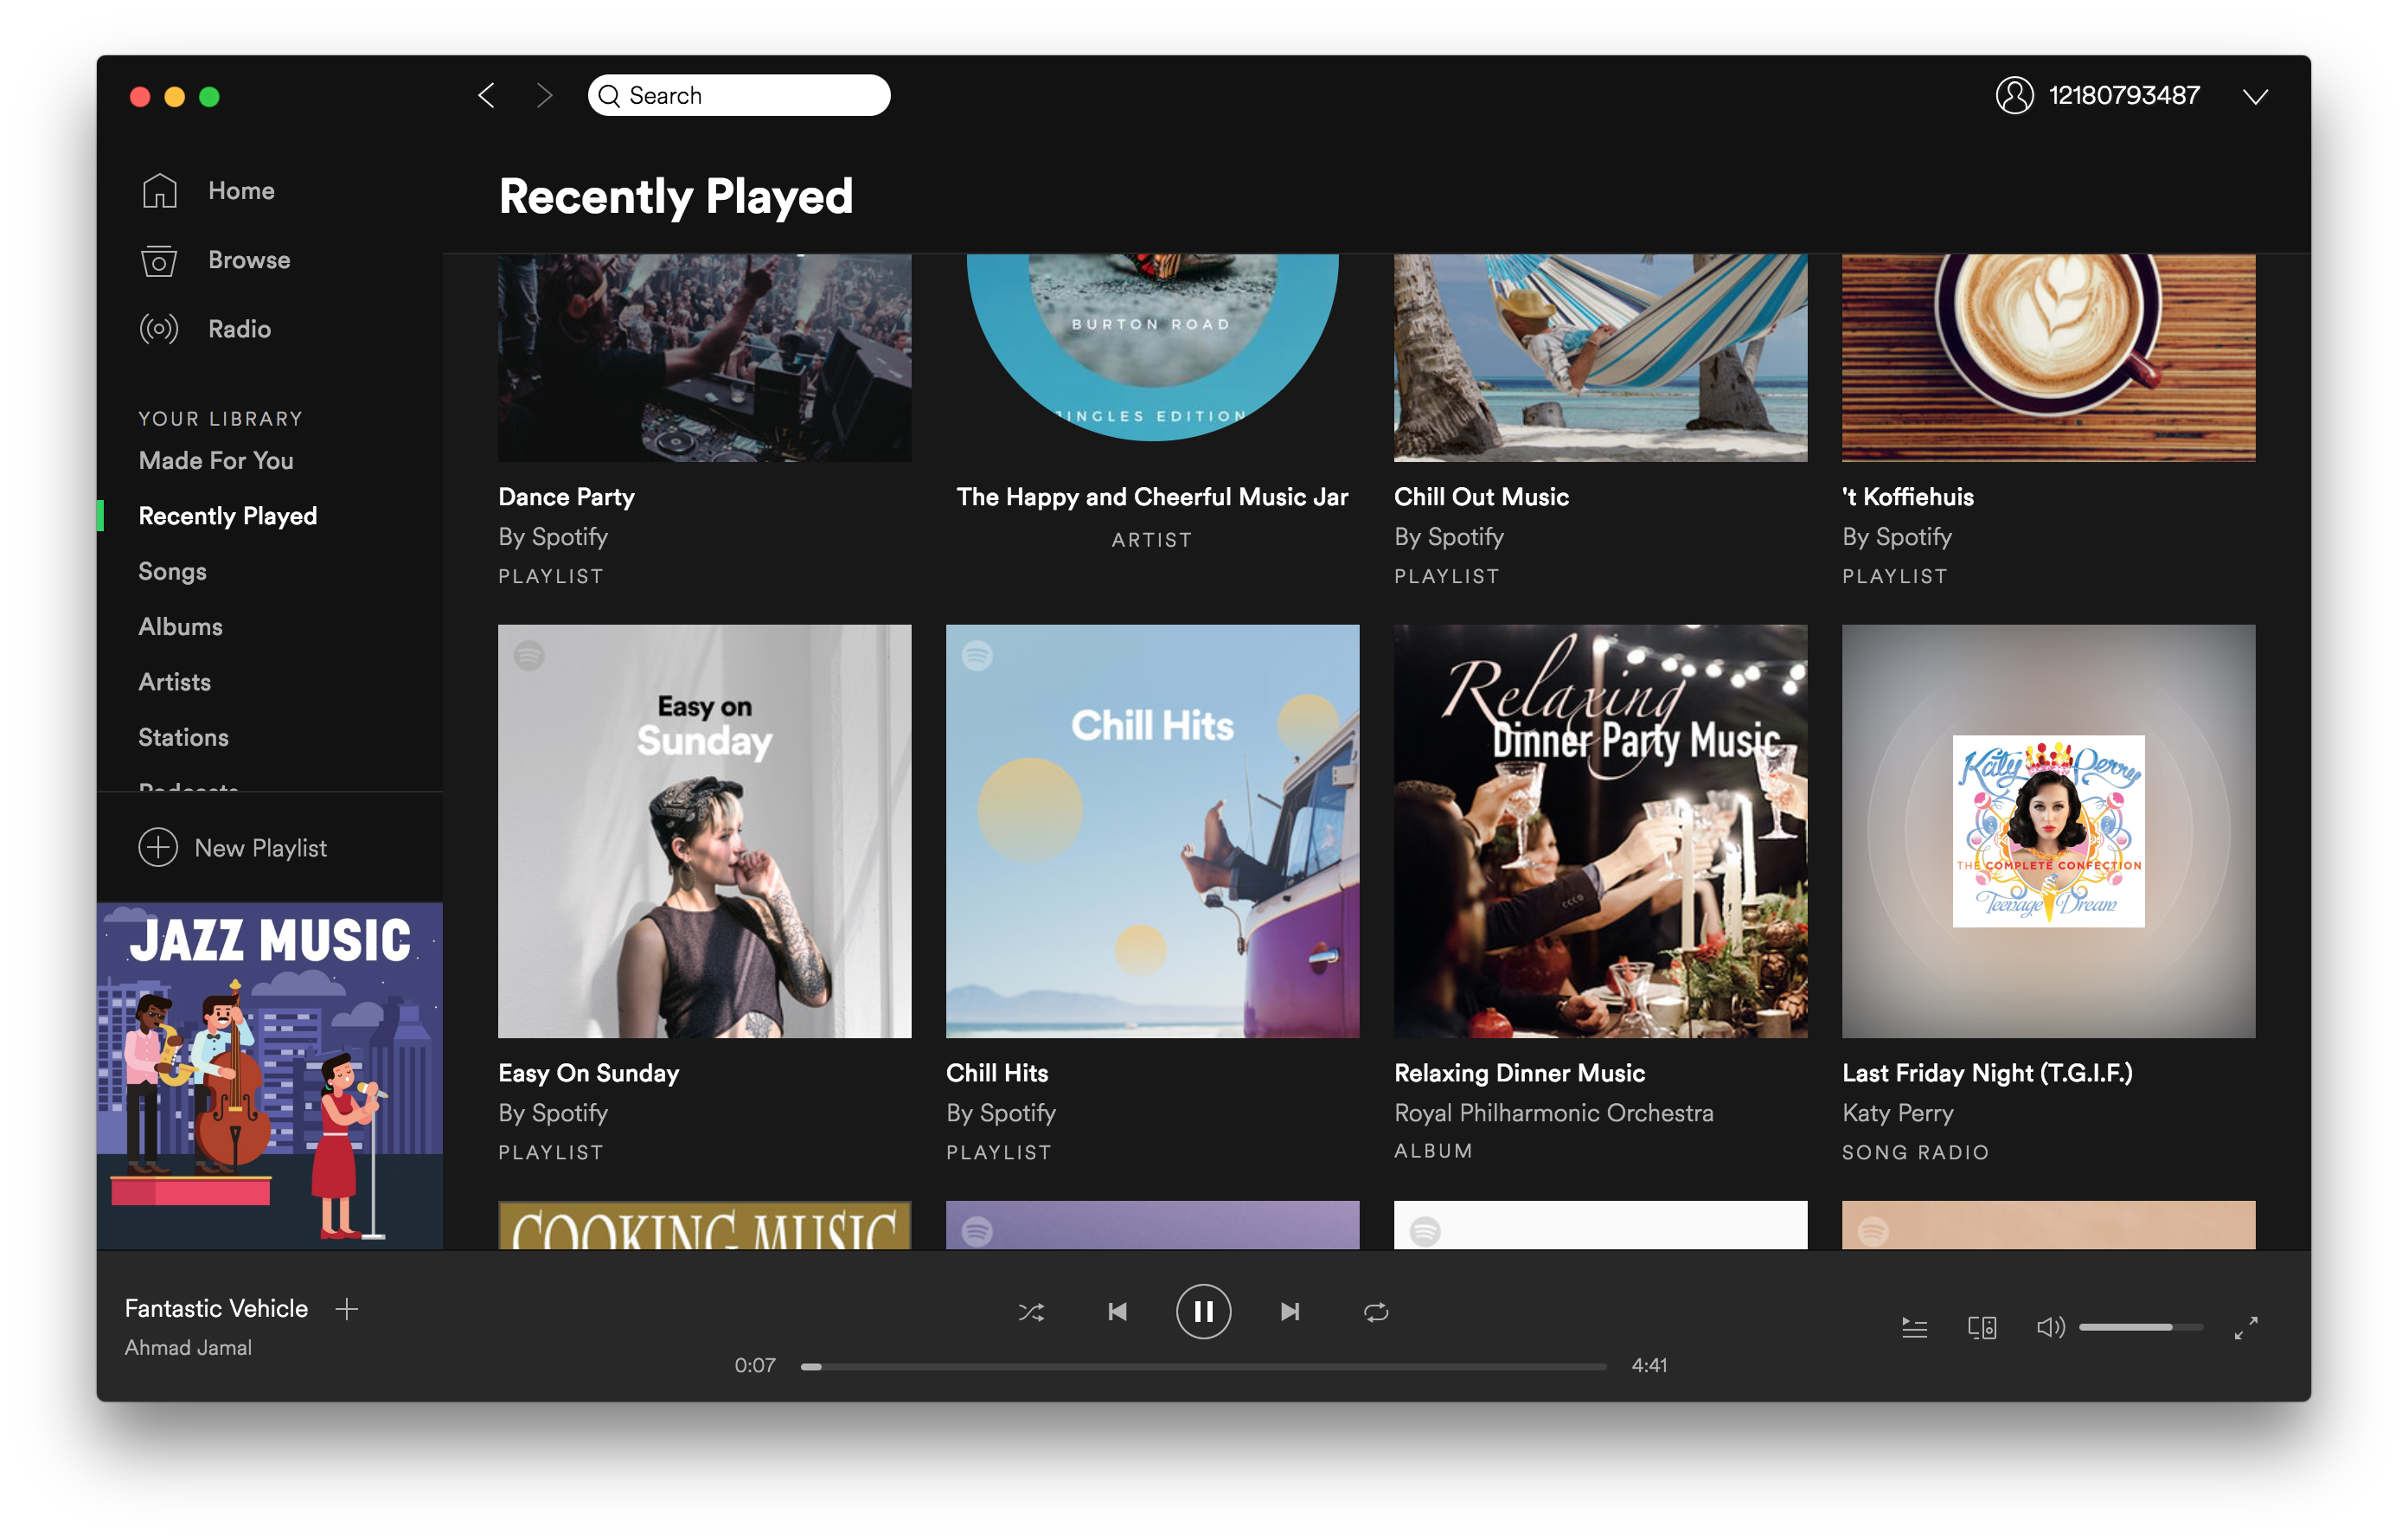 Search
12180793487
Home
Browse
Radio
YOUR LIBRARY
Made For You
Recently Played
Songs
Albums
Artists
Stations
Podcasts
New Playlist
JAZZ MUSIC
Recently Played
BURTON ROAD
JINGLES EDITION
Dance Party
By Spotify
PLAYLIST
The Happy and Cheerful Music Jar
ARTIST
Chill Out Music
By Spotify
PLAYLIST
't Koffiehuis
By Spotify
PLAYLIST
Easy on
Sunday
Easy On Sunday
By Spotify
PLAYLIST
Chill Hits
Chill Hits
By Spotify
PLAYLIST
Relaxing
Dinner Party Music
Relaxing Dinner Music
Royal Philharmonic Orchestra
ALBUM
Katy Perry
THE COMPLETE CONFECTION
Teenage Dream
Last Friday Night (T.G.I.F.)
Katy Perry
SONG RADIO
COOKING MUSIC
Fantastic Vehicle
Ahmad Jamal
0:07
4:41